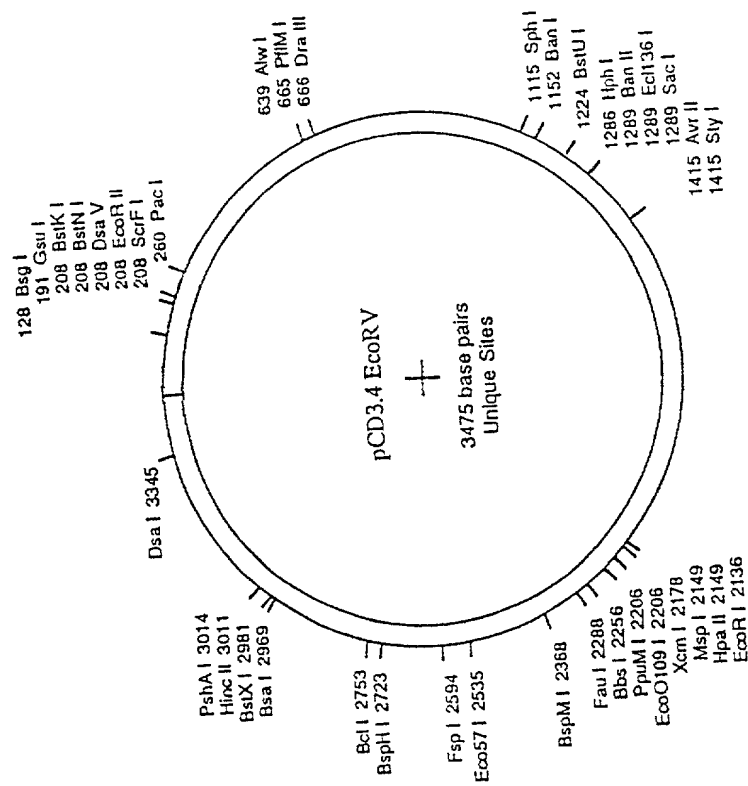 128 Bsg I
191 Gsu I
208 BstK I
208 BstN I
208 Dsa V
208 EcoR II
208 ScrF I
260 Pac I
639 Alw I
665 PflM I
666 Dra III
1115 Sph I
1152 Ban I
1224 BstU I
1286 Hph I
1289 Ban II
1289 Ecl136 I
1289 Sac I
1415 Avr II
1415 Sty I
pCD3.4 EcoRV
3475 base pairs
Unique Sites
Dsa I 3345
PshA I 3014
Hinc II 3011
BstX I 2981
Bsa I 2969
Bcl I 2753
BspH I 2723
Fsp I 2594
Eco57 I 2535
BspM I 2368
Fau I 2288
Bbs I 2256
PpuM I 2206
EcoO109 I 2206
Xcm I 2178
Msp I 2149
Hpa II 2149
EcoR I 2136